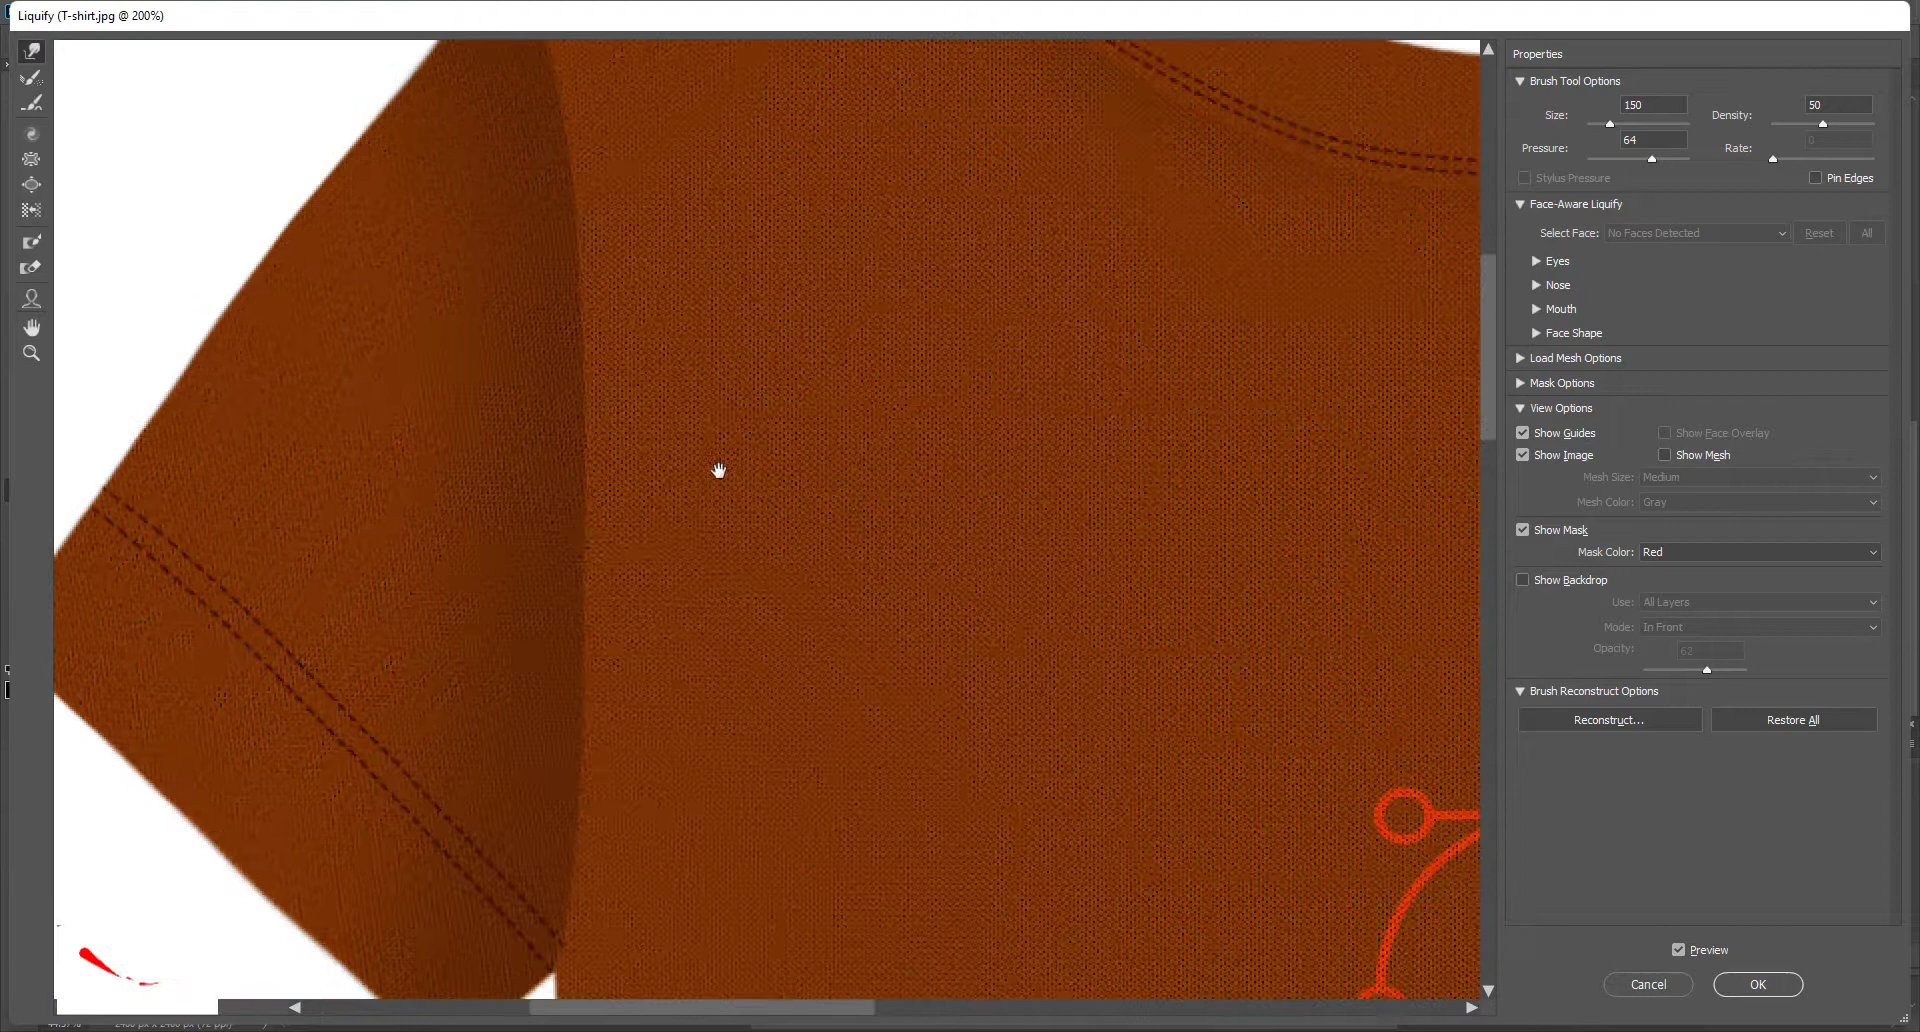 Liquify (T-shirt.jpg @ 200%)
Properties
Brush Tool Options
Size: 150 Density: 50
Pressure: 64 Rate: 0
Stylus Pressure Pin Edges
Face-Aware Liquify
Select Face: No Faces Detected Reset All
Eyes
Nose
Mouth
Face Shape
Load Mesh Options
Mask Options
View Options
Show Guides Show Face Overlay
Show Image Show Mesh
Mesh Size: Medium
Mesh Color: Gray
Show Mask
Mask Color: Red
Show Backdrop
Use: All Layers
Mode: In Front
Opacity: 62
Brush Reconstruct Options
Reconstruct... Restore All
Preview
Cancel OK